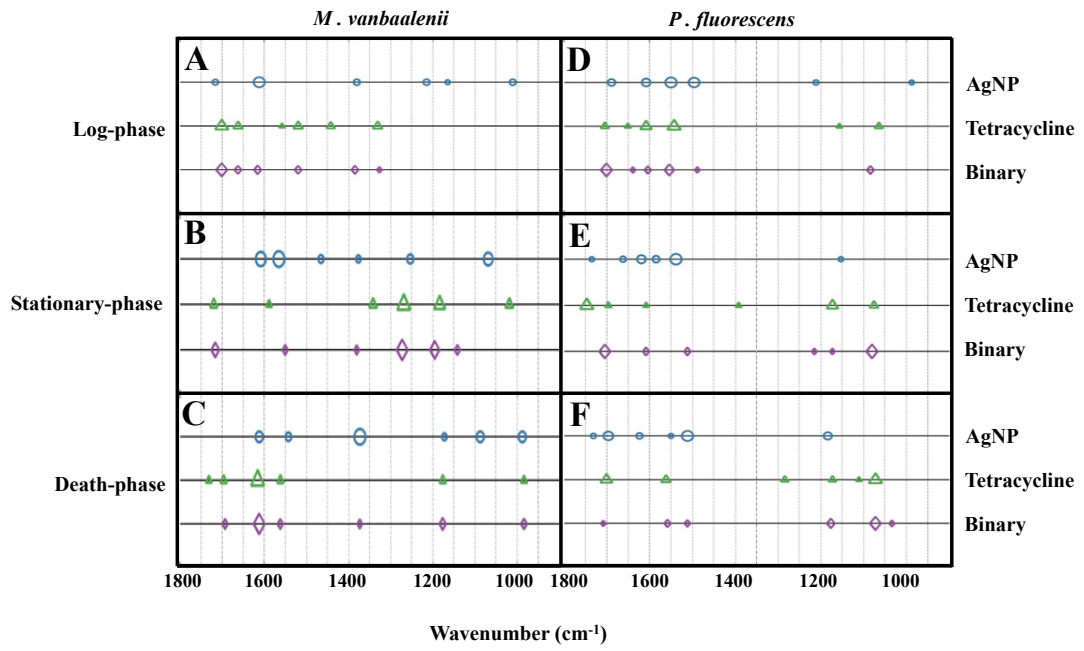 M. vanbaalenii P. fluorescens
A D AgNP
Log-phase Tetracycline
Binary
B E AgNP
Stationary-phase Tetracycline
Binary
C F AgNP
Death-phase Tetracycline
Binary
1800 1600 1400 1200 1000 1800 1600 1400 1200 1000
Wavenumber (cm⁻¹)